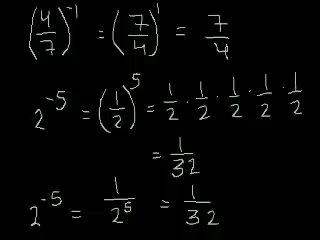 (4/7)^-1 = (7/4)^1 = 7/4
2^-5 = (1/2)^5 = 1/2 · 1/2 · 1/2 · 1/2 · 1/2
= 1/32
2^-5 = 1/2^5 = 1/32